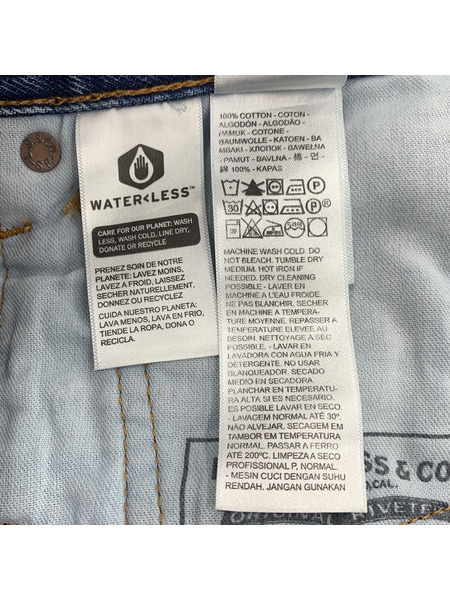 WATER<LESS™
CARE FOR OUR PLANET: WASH
LESS, WASH COLD, LINE DRY,
DONATE OR RECYCLE
PRENEZ SOIN DE NOTRE
PLANETE: LAVEZ MOINS,
LAVEZ A FROID, LAISSEZ
SECHER NATURELLEMENT,
DONNEZ OU RECYCLEZ
CUIDA NUESTRO PLANETA:
LAVA MENOS, LAVA EN FRIO,
TIENDE LA ROPA, DONA O
RECICLA.
100% COTTON - COTON -
ALGODÓN - ALGODÃO -
PAMUK - COTONE -
BAUMWOLLE - KATOEN - BA
MBAKI - ХЛОПОК - BAWEŁNA
- PAMUT - BAVLNA - 棉 - 면 -
綿 100% - KAPAS
P
30
P
MACHINE WASH COLD. DO
NOT BLEACH. TUMBLE DRY
MEDIUM. HOT IRON IF
NEEDED. DRY CLEANING
POSSIBLE. - LAVER EN
MACHINE A L'EAU FROIDE.
NE PAS BLANCHIR. SECHER
EN MACHINE A TEMPERA-
TURE MOYENNE. REPASSER A
TEMPERATURE ELEVEE AU
BESOIN. NETTOYAGE A SEC
POSSIBLE. - LAVAR EN
LAVADORA CON AGUA FRIA Y
DETERGENTE. NO USAR
BLANQUEADOR. SECADO
MEDIO EN SECADORA
PLANCHAR EN TEMPERATU-
RA ALTA SI ES NECESARIO.
ES POSIBLE LAVAR EN SECO.
- LAVAGEM NORMAL ATÉ 30°.
NÃO ALVEJAR. SECAGEM EM
TAMBOR EM TEMPERATURA
NORMAL. PASSAR A FERRO
ATÉ 200ºC. LIMPEZA A SECO
PROFISSIONAL P, NORMAL.
- MESIN CUCI DENGAN SUHU
RENDAH. JANGAN GUNAKAN
SS & CO
CAL.
ORIGINAL RIVETED